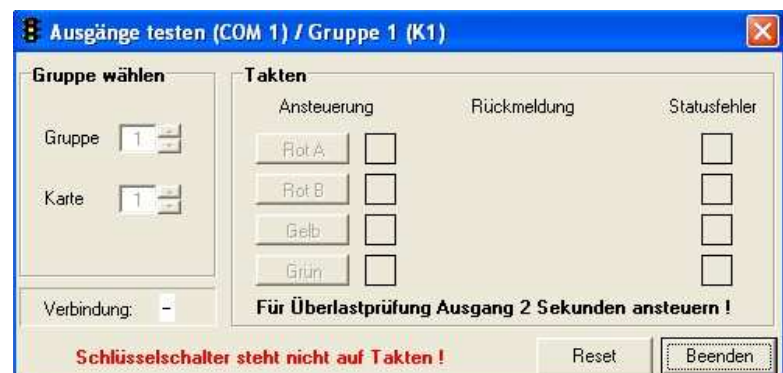 Ausgänge testen (COM 1) / Gruppe 1 (K1)
Gruppe wählen
Gruppe 1
Karte 1
Verbindung: -
Takten
Ansteuerung Rückmeldung Statusfehler
Rot A
Rot B
Gelb
Grün
Für Überlastprüfung Ausgang 2 Sekunden ansteuern !
Schlüsselschalter steht nicht auf Takten !
Reset Beenden